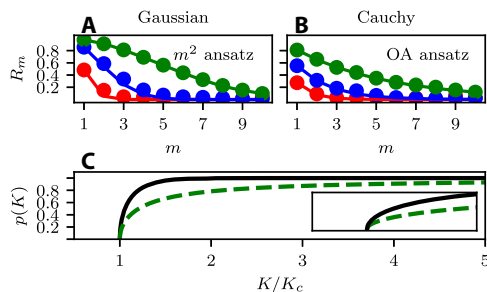 A Gaussian B Cauchy
m² ansatz OA ansatz
R_m
0.8
0.6
0.4
0.2
1 3 5 7 9 1 3 5 7 9
m m
C
p(K)
0.8
0.6
0.4
0.2
1 2 3 4 5
K/K_c